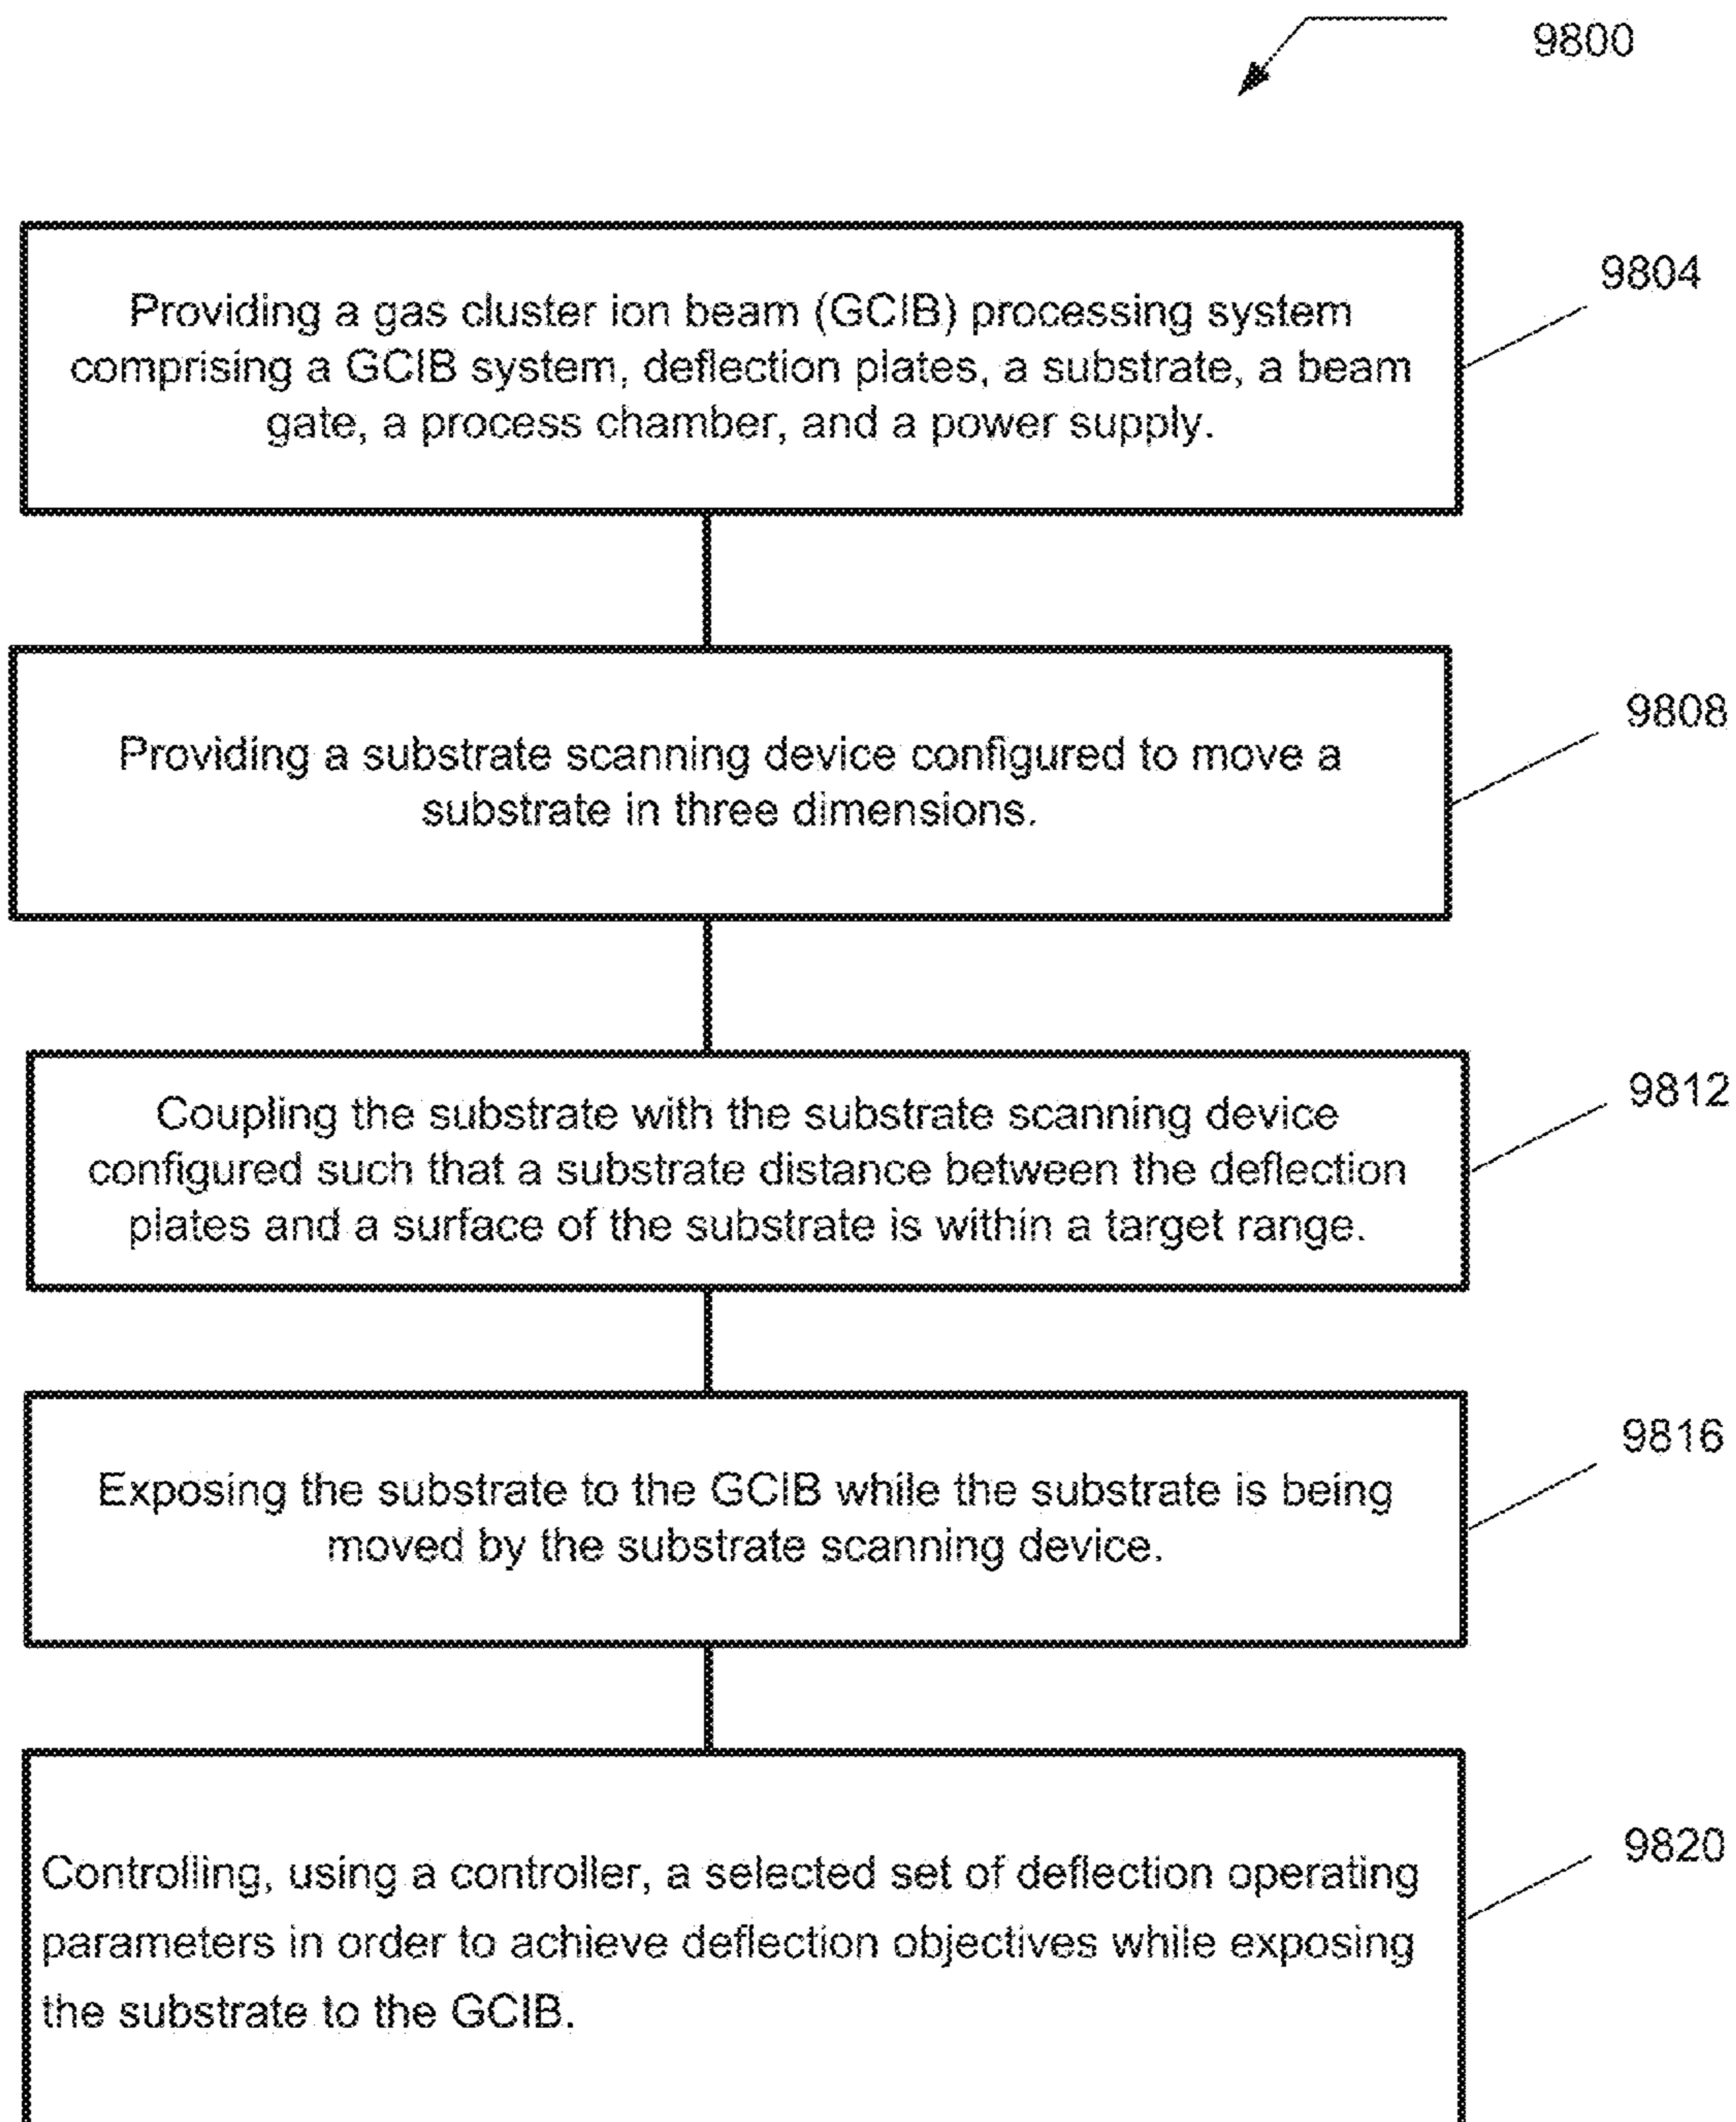 9800
Providing a gas cluster ion beam (GCIB) processing system
comprising a GCIB system, deflection plates, a substrate, a beam
gate, a process chamber, and a power supply.
9804
Providing a substrate scanning device configured to move a
substrate in three dimensions.
9808
Coupling the substrate with the substrate scanning device
configured such that a substrate distance between the deflection
plates and a surface of the substrate is within a target range.
9812
Exposing the substrate to the GCIB while the substrate is being
moved by the substrate scanning device.
9816
Controlling, using a controller, a selected set of deflection operating
parameters in order to achieve deflection objectives while exposing
the substrate to the GCIB.
9820